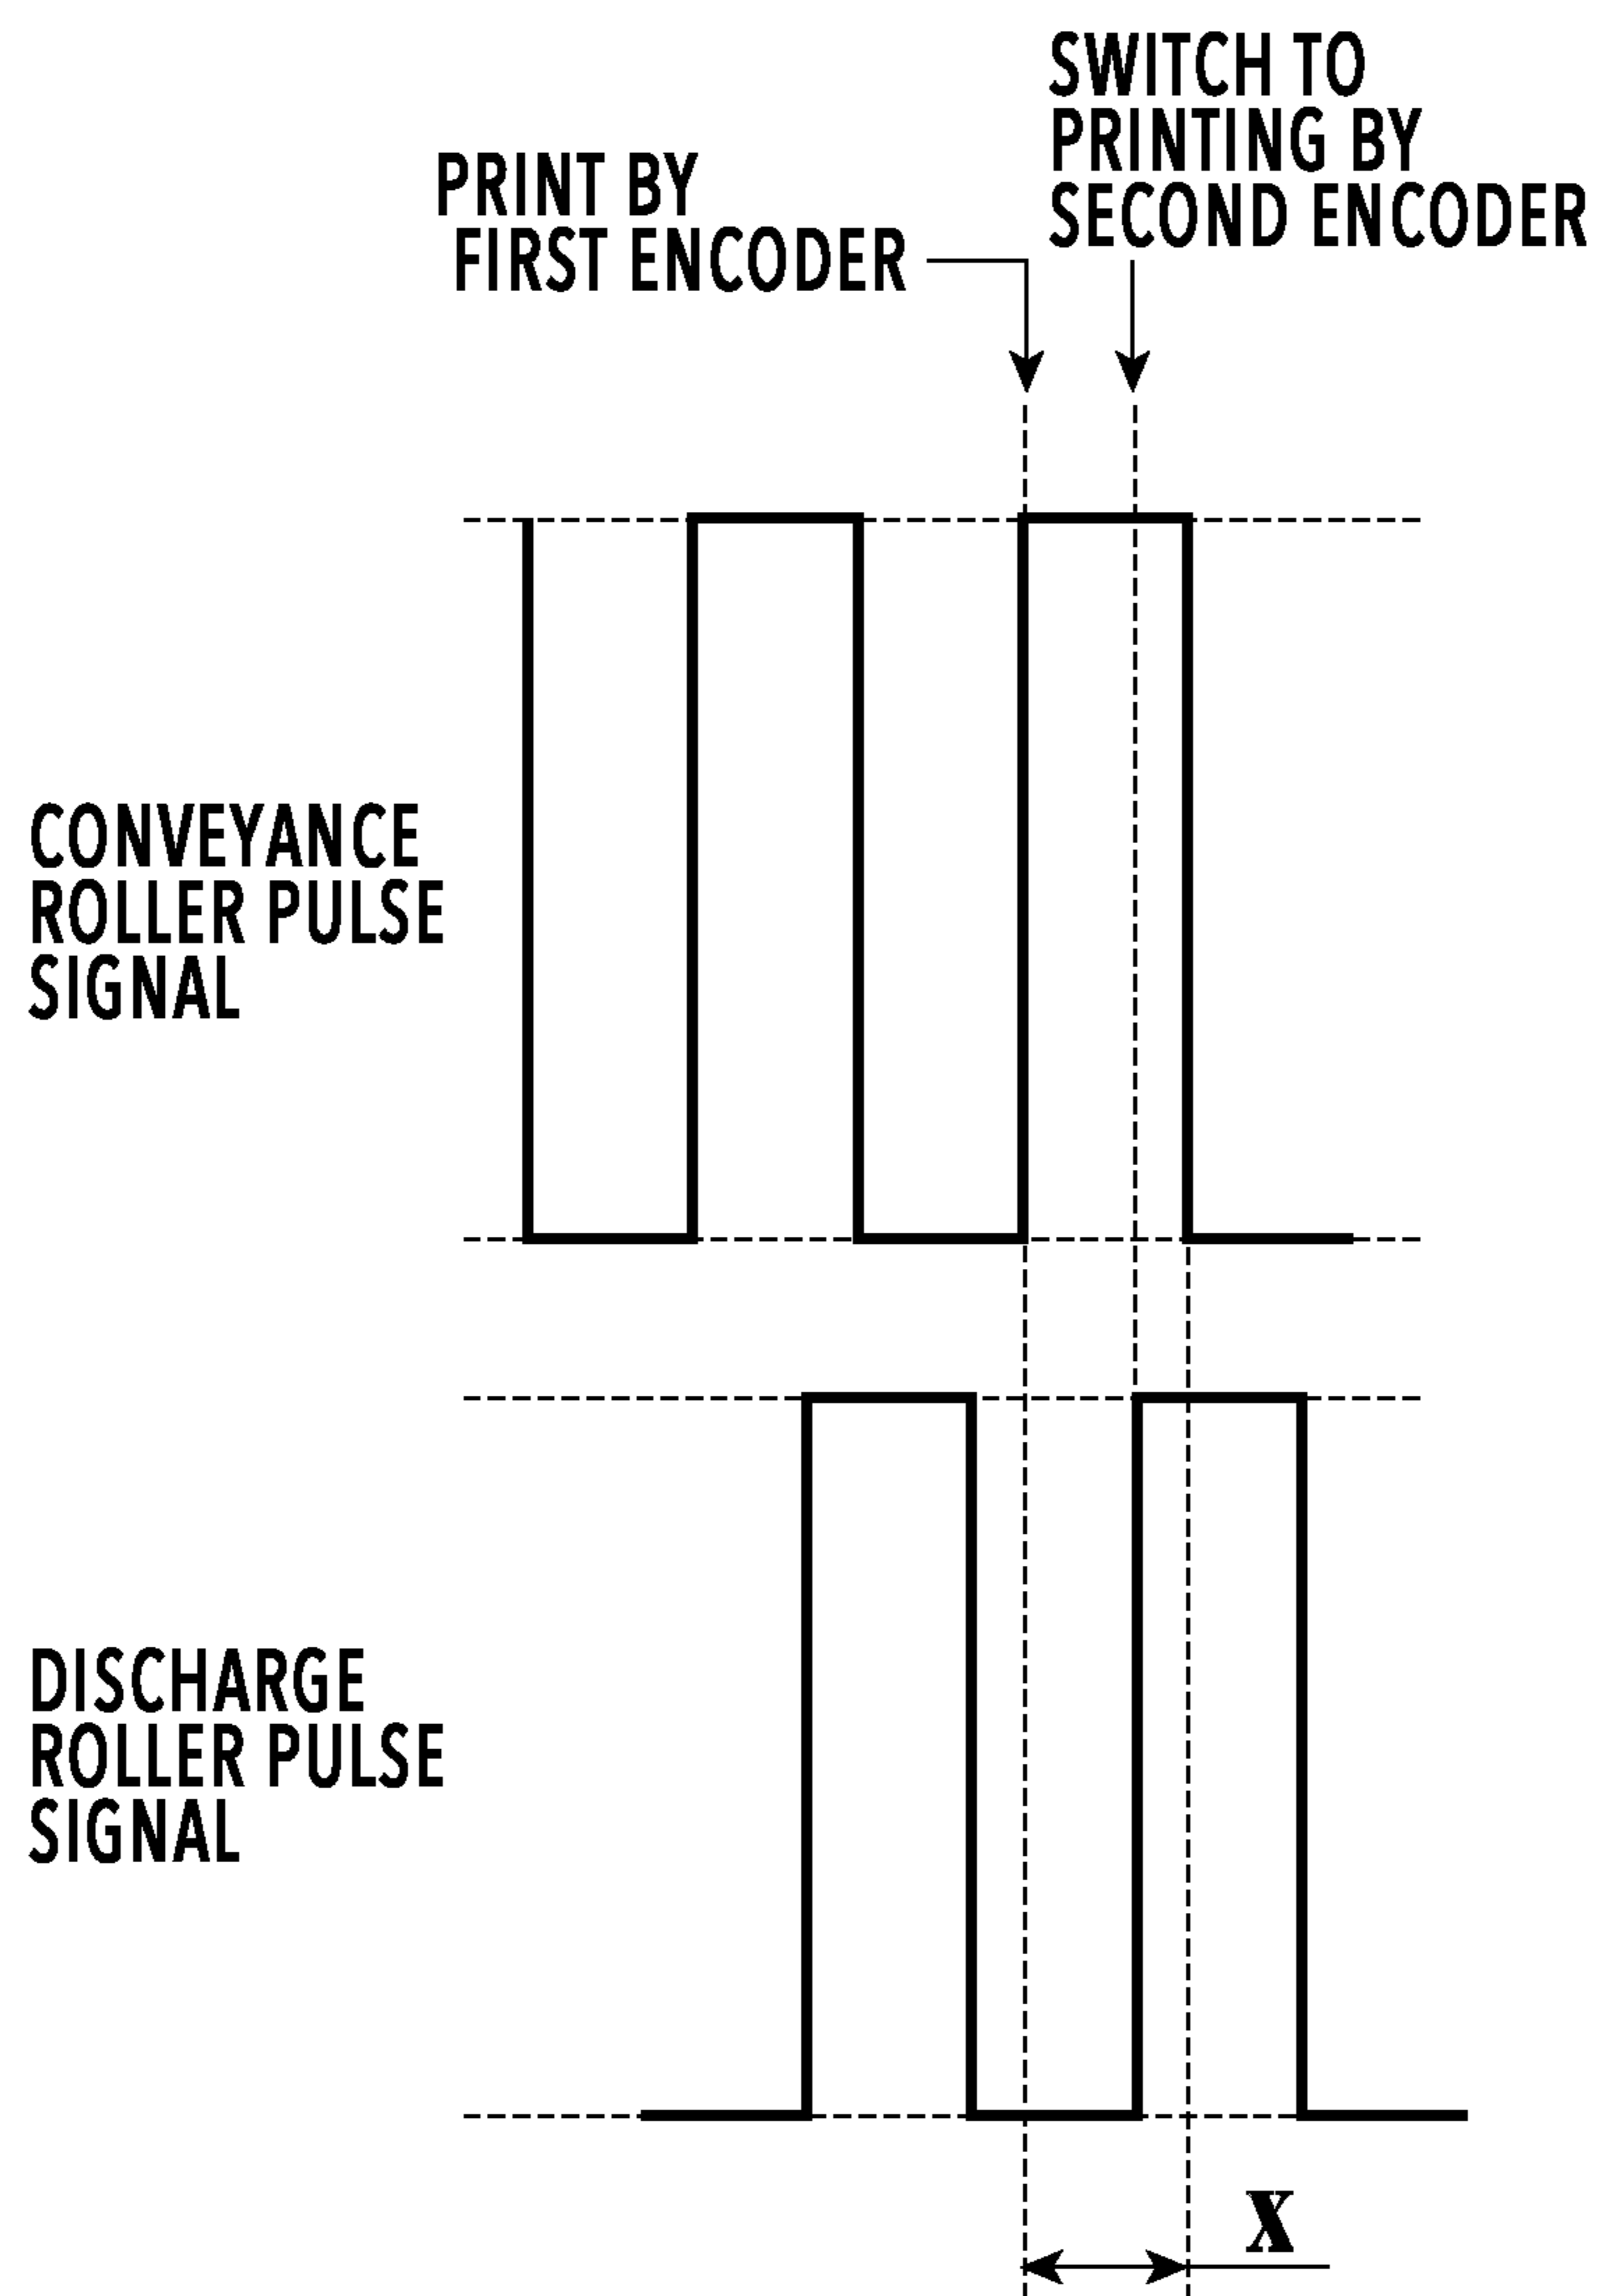 SWITCH TO
PRINTING BY
SECOND ENCODER
PRINT BY
FIRST ENCODER
CONVEYANCE
ROLLER PULSE
SIGNAL
DISCHARGE
ROLLER PULSE
SIGNAL
X